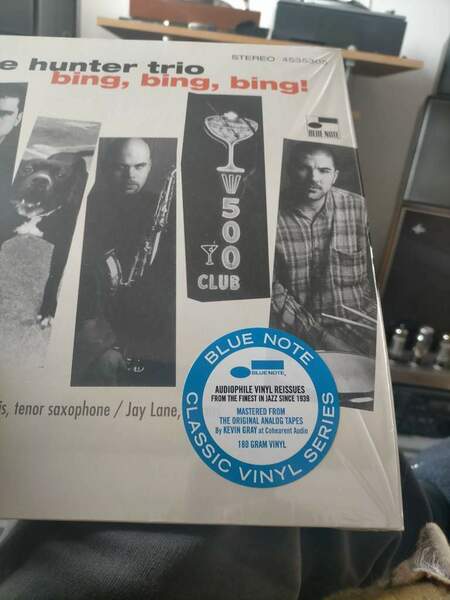 e hunter trio
STEREO
bing, bing, bing!
BLUE NOTE
500
CLUB
is, tenor saxophone / Jay Lane,
BLUE NOTE
BLUE NOTE
AUDIOPHILE VINYL REISSUES
FROM THE FINEST IN JAZZ SINCE 1939
MASTERED FROM
THE ORIGINAL ANALOG TAPES
By KEVIN GRAY at Cohearent Audio
180 GRAM VINYL
CLASSIC VINYL SERIES